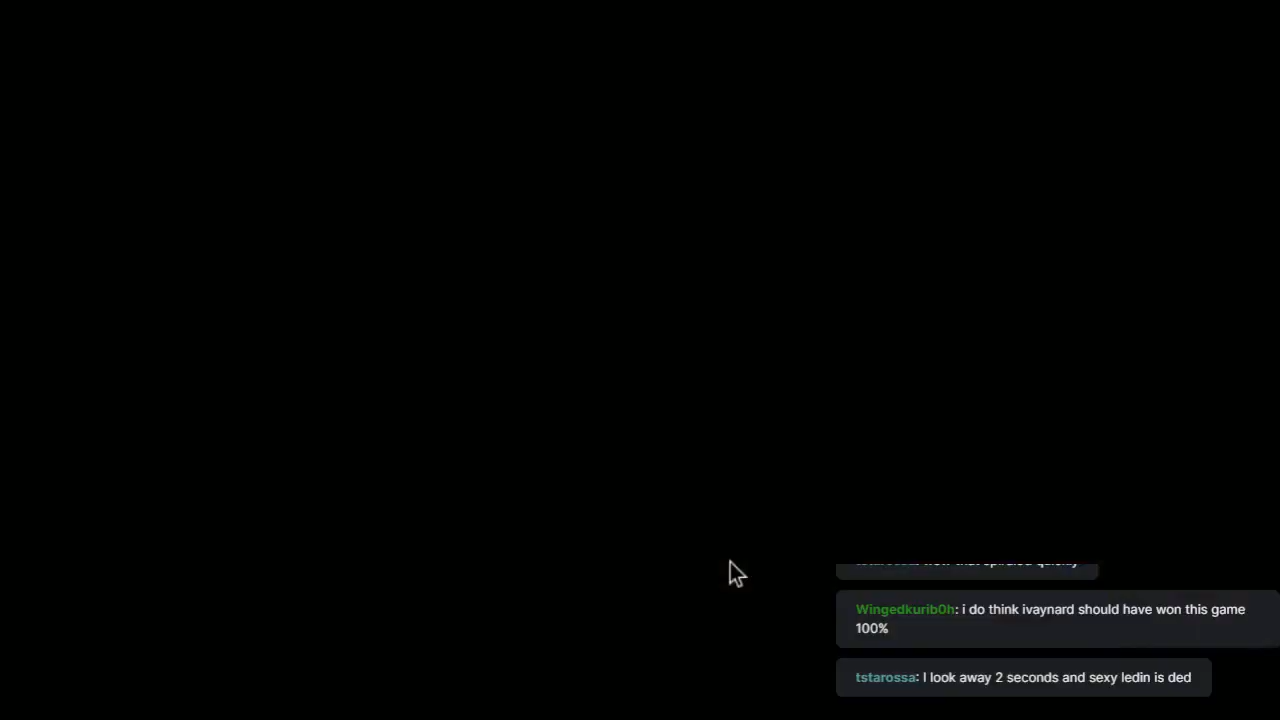 quickly
Wingedkurib0h: i do think ivaynard should have won this game
100%
tstarossa: I look away 2 seconds and sexy ledin is ded